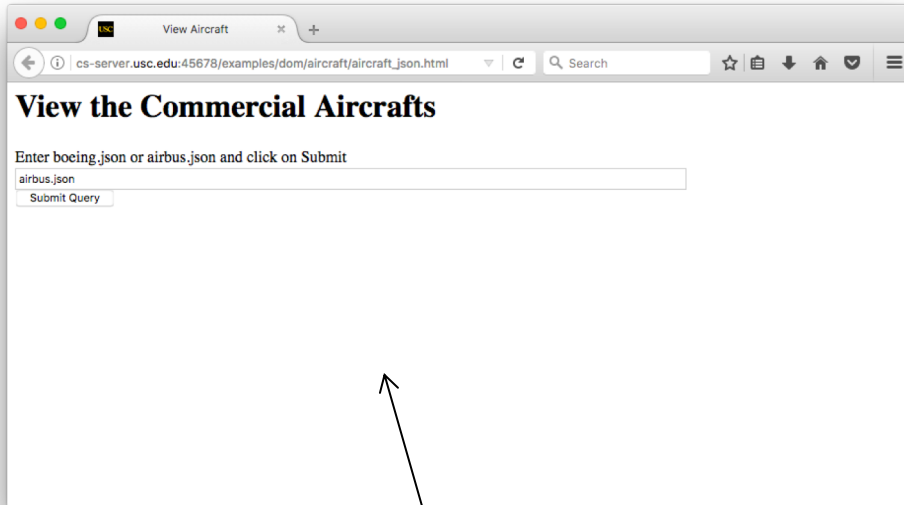 USC View Aircraft
cs-server.usc.edu:45678/examples/dom/aircraft/aircraft_json.html Search
View the Commercial Aircrafts
Enter boeing.json or airbus.json and click on Submit
airbus.json
Submit Query